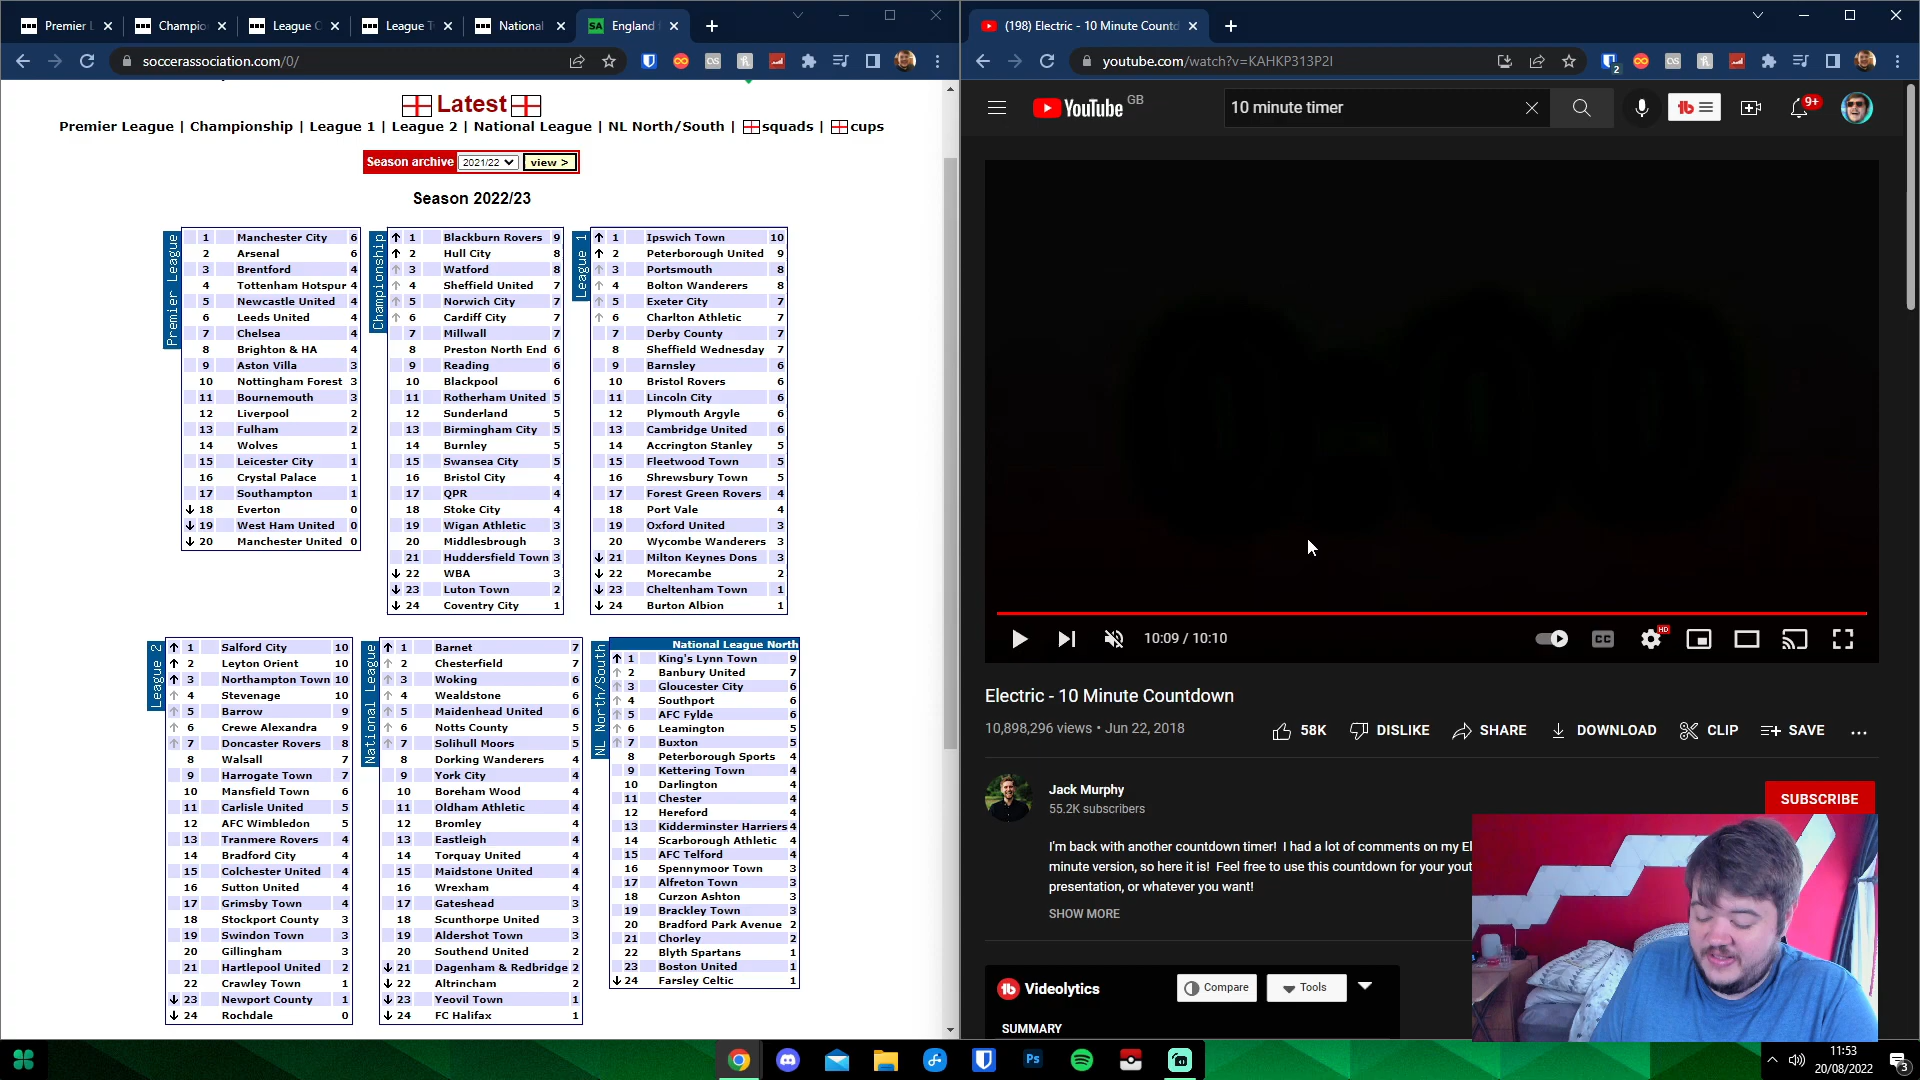 Premier L
Champio
League O
League T
National
England
(198) Electric - 10 Minute Countd
soccerassociation.com/0/
youtube.com/watch?v=KAHKP313P2I
2
Latest
Premier League | Championship | League 1 | League 2 | National League | NL North/South | squads | cups
Season archive 2021/22 view >
Season 2022/23
Premier League
1 Manchester City 6
2 Arsenal 6
3 Brentford 4
4 Tottenham Hotspur 4
5 Newcastle United 4
6 Leeds United 4
7 Chelsea 4
8 Brighton & HA 4
9 Aston Villa 3
10 Nottingham Forest 3
11 Bournemouth 3
12 Liverpool 2
13 Fulham 2
14 Wolves 1
15 Leicester City 1
16 Crystal Palace 1
17 Southampton 1
18 Everton 0
19 West Ham United 0
20 Manchester United 0
Championship
1 Blackburn Rovers 9
2 Hull City 8
3 Watford 8
4 Sheffield United 7
5 Norwich City 7
6 Cardiff City 7
7 Millwall 7
8 Preston North End 6
9 Reading 6
10 Blackpool 6
11 Rotherham United 5
12 Sunderland 5
13 Birmingham City 5
14 Burnley 5
15 Swansea City 5
16 Bristol City 4
17 QPR 4
18 Stoke City 4
19 Wigan Athletic 3
20 Middlesbrough 3
21 Huddersfield Town 3
22 WBA 3
23 Luton Town 2
24 Coventry City 1
League 1
1 Ipswich Town 10
2 Peterborough United 9
3 Portsmouth 8
4 Bolton Wanderers 8
5 Exeter City 7
6 Charlton Athletic 7
7 Derby County 7
8 Sheffield Wednesday 7
9 Barnsley 6
10 Bristol Rovers 6
11 Lincoln City 6
12 Plymouth Argyle 6
13 Cambridge United 6
14 Accrington Stanley 5
15 Fleetwood Town 5
16 Shrewsbury Town 5
17 Forest Green Rovers 4
18 Port Vale 4
19 Oxford United 3
20 Wycombe Wanderers 3
21 Milton Keynes Dons 3
22 Morecambe 2
23 Cheltenham Town 1
24 Burton Albion 1
League 2
1 Salford City 10
2 Leyton Orient 10
3 Northampton Town 10
4 Stevenage 10
5 Barrow 9
6 Crewe Alexandra 9
7 Doncaster Rovers 8
8 Walsall 7
9 Harrogate Town 7
10 Mansfield Town 6
11 Carlisle United 5
12 AFC Wimbledon 5
13 Tranmere Rovers 4
14 Bradford City 4
15 Colchester United 4
16 Sutton United 4
17 Grimsby Town 4
18 Stockport County 3
19 Swindon Town 3
20 Gillingham 3
21 Hartlepool United 2
22 Crawley Town 1
23 Newport County 1
24 Rochdale 0
National League
1 Barnet 7
2 Chesterfield 7
3 Woking 6
4 Wealdstone 6
5 Maidenhead United 6
6 Notts County 5
7 Solihull Moors 5
8 Dorking Wanderers 4
9 York City 4
10 Boreham Wood 4
11 Oldham Athletic 4
12 Bromley 4
13 Eastleigh 4
14 Torquay United 4
15 Maidstone United 4
16 Wrexham 4
17 Gateshead 3
18 Scunthorpe United 3
19 Aldershot Town 3
20 Southend United 2
21 Dagenham & Redbridge 2
22 Altrincham 2
23 Yeovil Town 1
24 FC Halifax 1
NL North/South
National League North
1 King's Lynn Town 9
2 Banbury United 7
3 Gloucester City 6
4 Southport 6
5 AFC Fylde 6
6 Leamington 5
7 Buxton 5
8 Peterborough Sports 4
9 Kettering Town 4
10 Darlington 4
11 Chester 4
12 Hereford 4
13 Kidderminster Harriers 4
14 Scarborough Athletic 4
15 AFC Telford 4
16 Spennymoor Town 3
17 Alfreton Town 3
18 Curzon Ashton 3
19 Brackley Town 3
20 Bradford Park Avenue 2
21 Chorley 2
22 Blyth Spartans 1
23 Boston United 1
24 Farsley Celtic 1
YouTube GB
10 minute timer
9+
10:09 / 10:10
CC
HD
Electric - 10 Minute Countdown
10,898,296 views • Jun 22, 2018
58K DISLIKE SHARE DOWNLOAD CLIP SAVE ...
Jack Murphy
55.2K subscribers
SUBSCRIBE
I'm back with another countdown timer! I had a lot of comments on my El
minute version, so here it is! Feel free to use this countdown for your yout
presentation, or whatever you want!
SHOW MORE
Videolytics
Compare
Tools
SUMMARY
Ps
11:53
20/08/2022
3